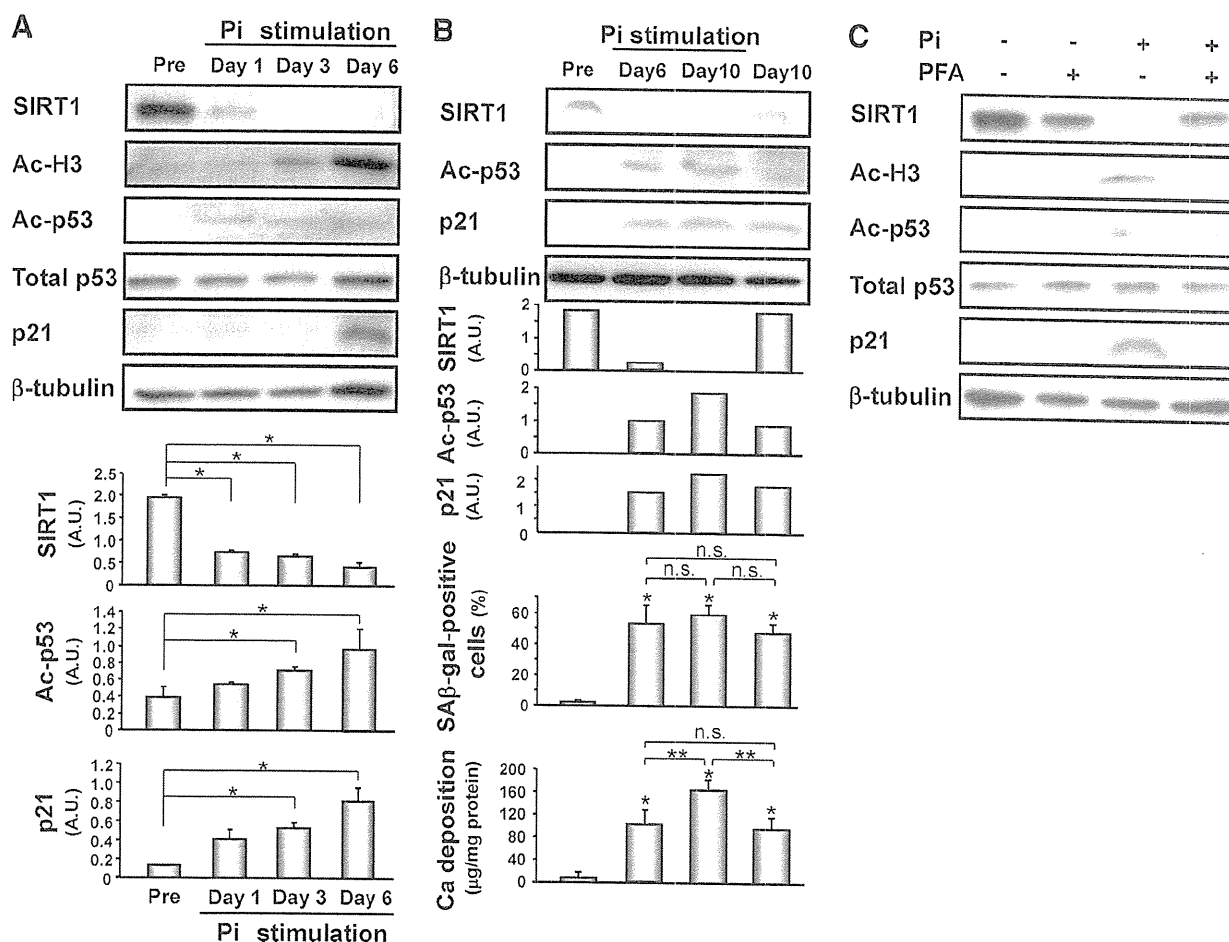 A
Pi stimulation
Pre Day 1 Day 3 Day 6
SIRT1
Ac-H3
Ac-p53
Total p53
p21
β-tubulin
* 
*
*
SIRT1
(A.U.)
2.5
2.0
1.5
1.0
0.5
0
*
*
Ac-p53
(A.U.)
1.4
1.2
1.0
0.8
0.6
0.4
0.2
0
*
*
p21
(A.U.)
1.2
1.0
0.8
0.6
0.4
0.2
0
Pre Day 1 Day 3 Day 6
Pi stimulation
B
Pi stimulation
Pre Day6 Day10 Day10
SIRT1
Ac-p53
p21
β-tubulin
SIRT1
(A.U.)
2
1
0
Ac-p53
(A.U.)
2
1
0
p21
(A.U.)
2
1
0
n.s.
n.s. n.s.
* * *
SAβ-gal-positive
cells (%)
60
40
20
0
n.s.
** **
* * *
Ca deposition
(µg/mg protein)
200
160
120
80
40
0
C
Pi - - + +
PFA - + - +
SIRT1
Ac-H3
Ac-p53
Total p53
p21
β-tubulin